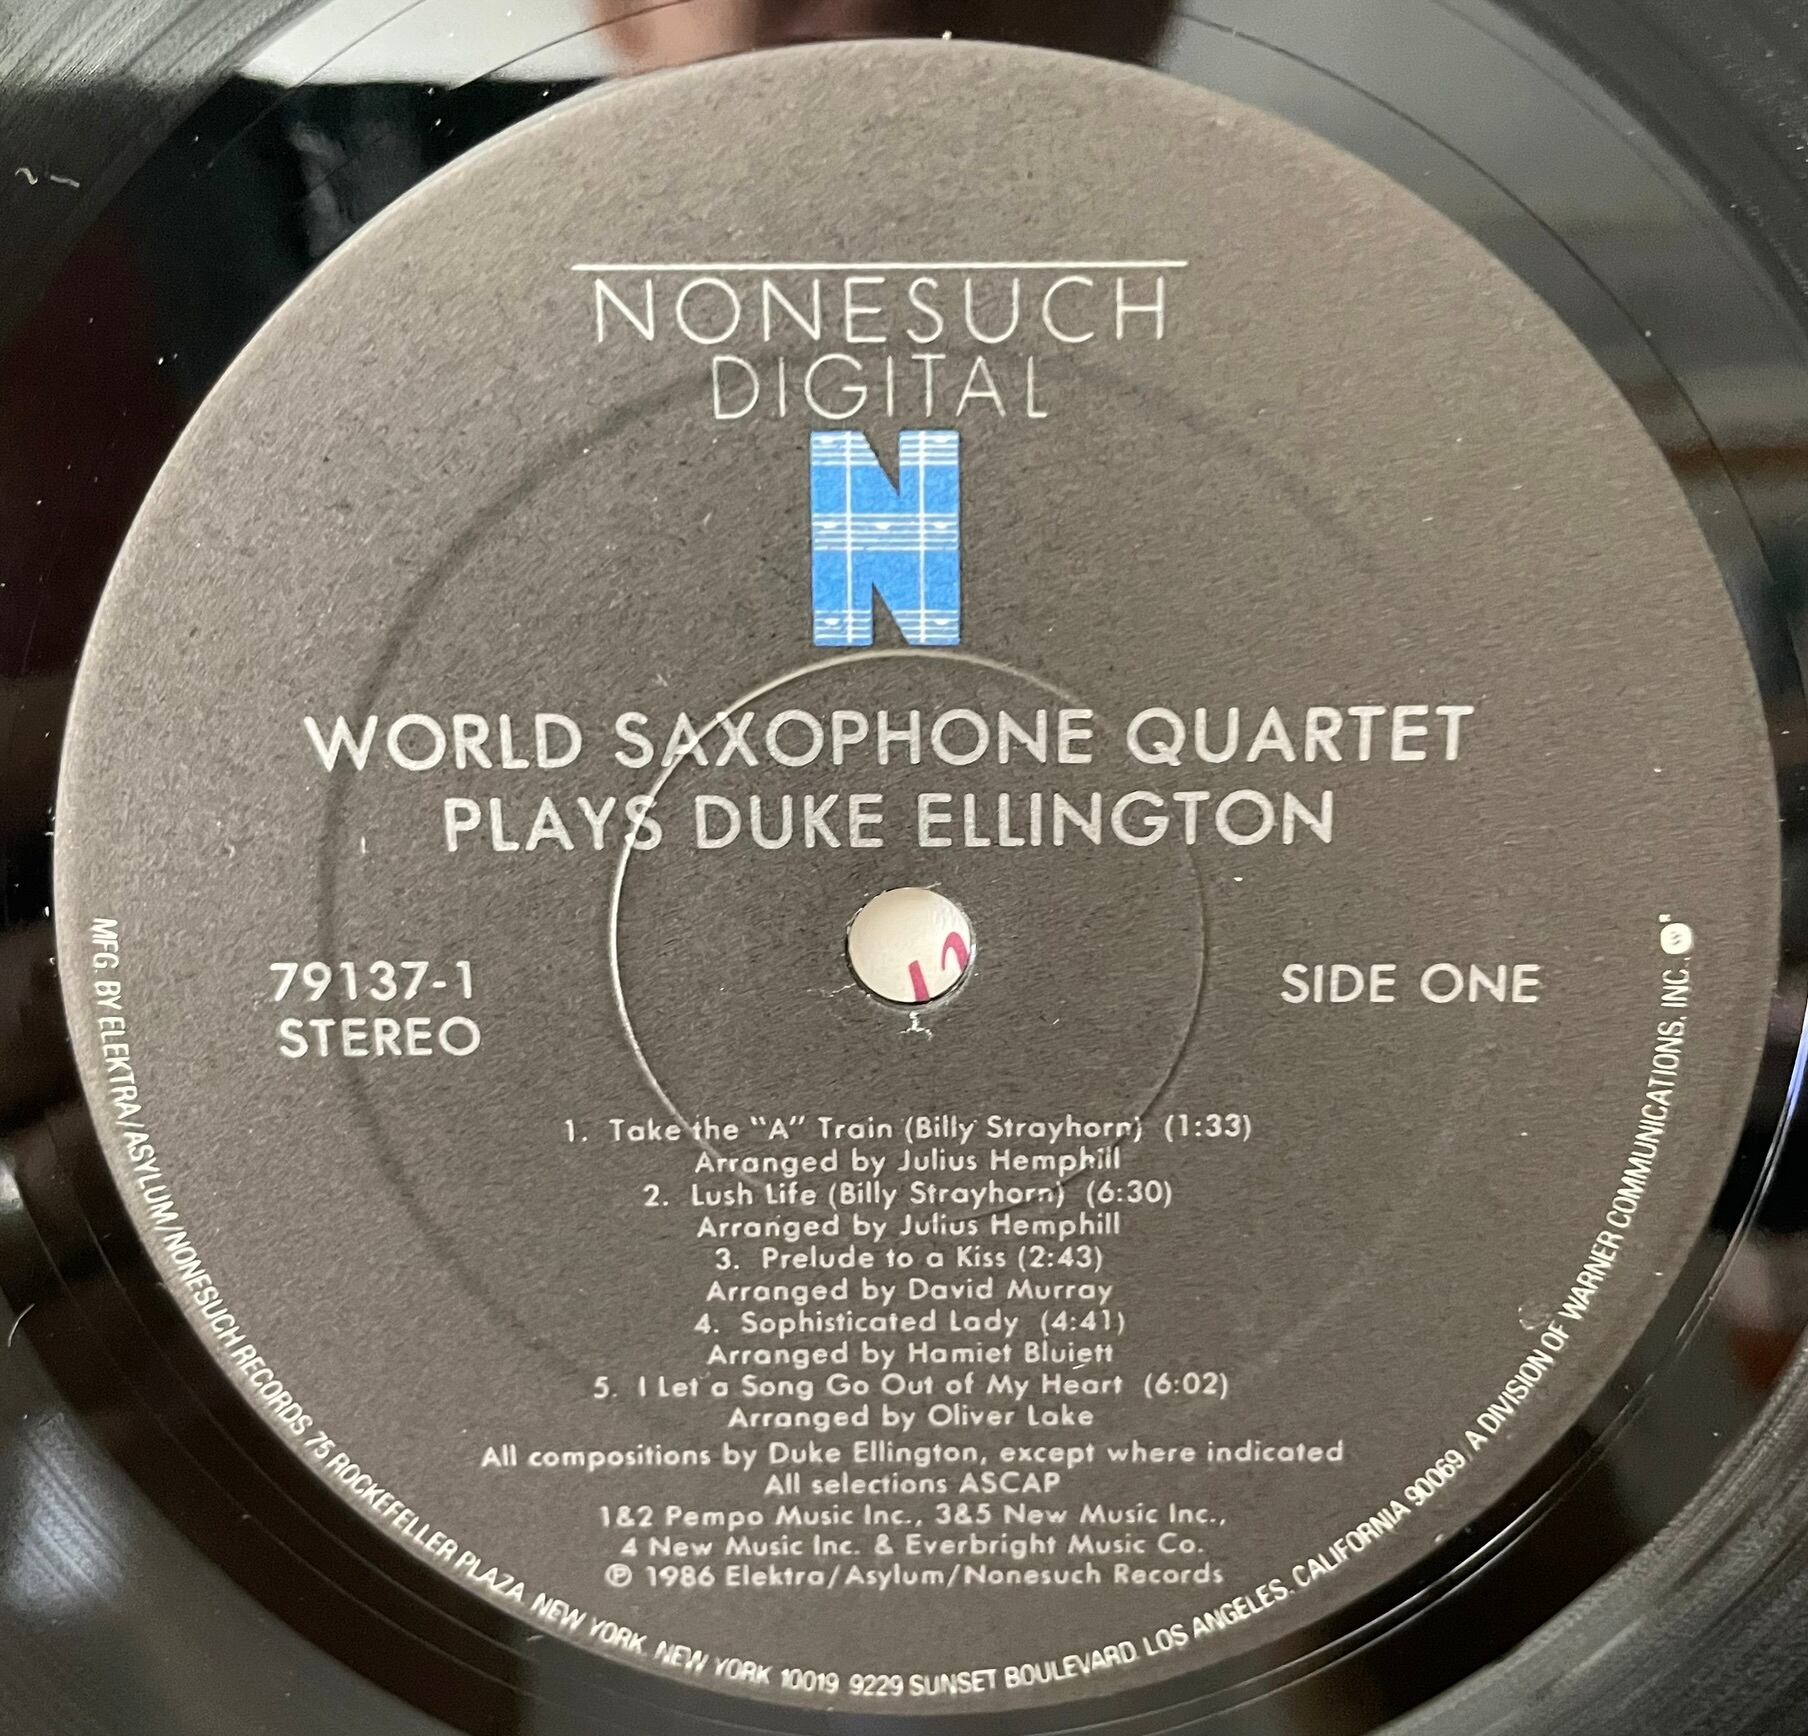 NONESUCH
DIGITAL
N
WORLD SAXOPHONE QUARTET
PLAYS DUKE ELLINGTON
79137-1
STEREO
SIDE ONE
1. Take the "A" Train (Billy Strayhorn) (1:33)
Arranged by Julius Hemphill
2. Lush Life (Billy Strayhorn) (6:30)
Arranged by Julius Hemphill
3. Prelude to a Kiss (2:43)
Arranged by David Murray
4. Sophisticated Lady (4:41)
Arranged by Hamiet Bluiett
5. I Let a Song Go Out of My Heart (6:02)
Arranged by Oliver Lake
All compositions by Duke Ellington, except where indicated
All selections ASCAP
1&2 Pempo Music Inc., 3&5 New Music Inc.,
4 New Music Inc. & Everbright Music Co.
℗ 1986 Elektra/Asylum/Nonesuch Records
MFG. BY ELEKTRA/ASYLUM/NONESUCH RECORDS 75 ROCKEFELLER PLAZA, NEW YORK, NEW YORK 10019 9229 SUNSET BOULEVARD, LOS ANGELES, CALIFORNIA 90069 / A DIVISION OF WARNER COMMUNICATIONS, INC.